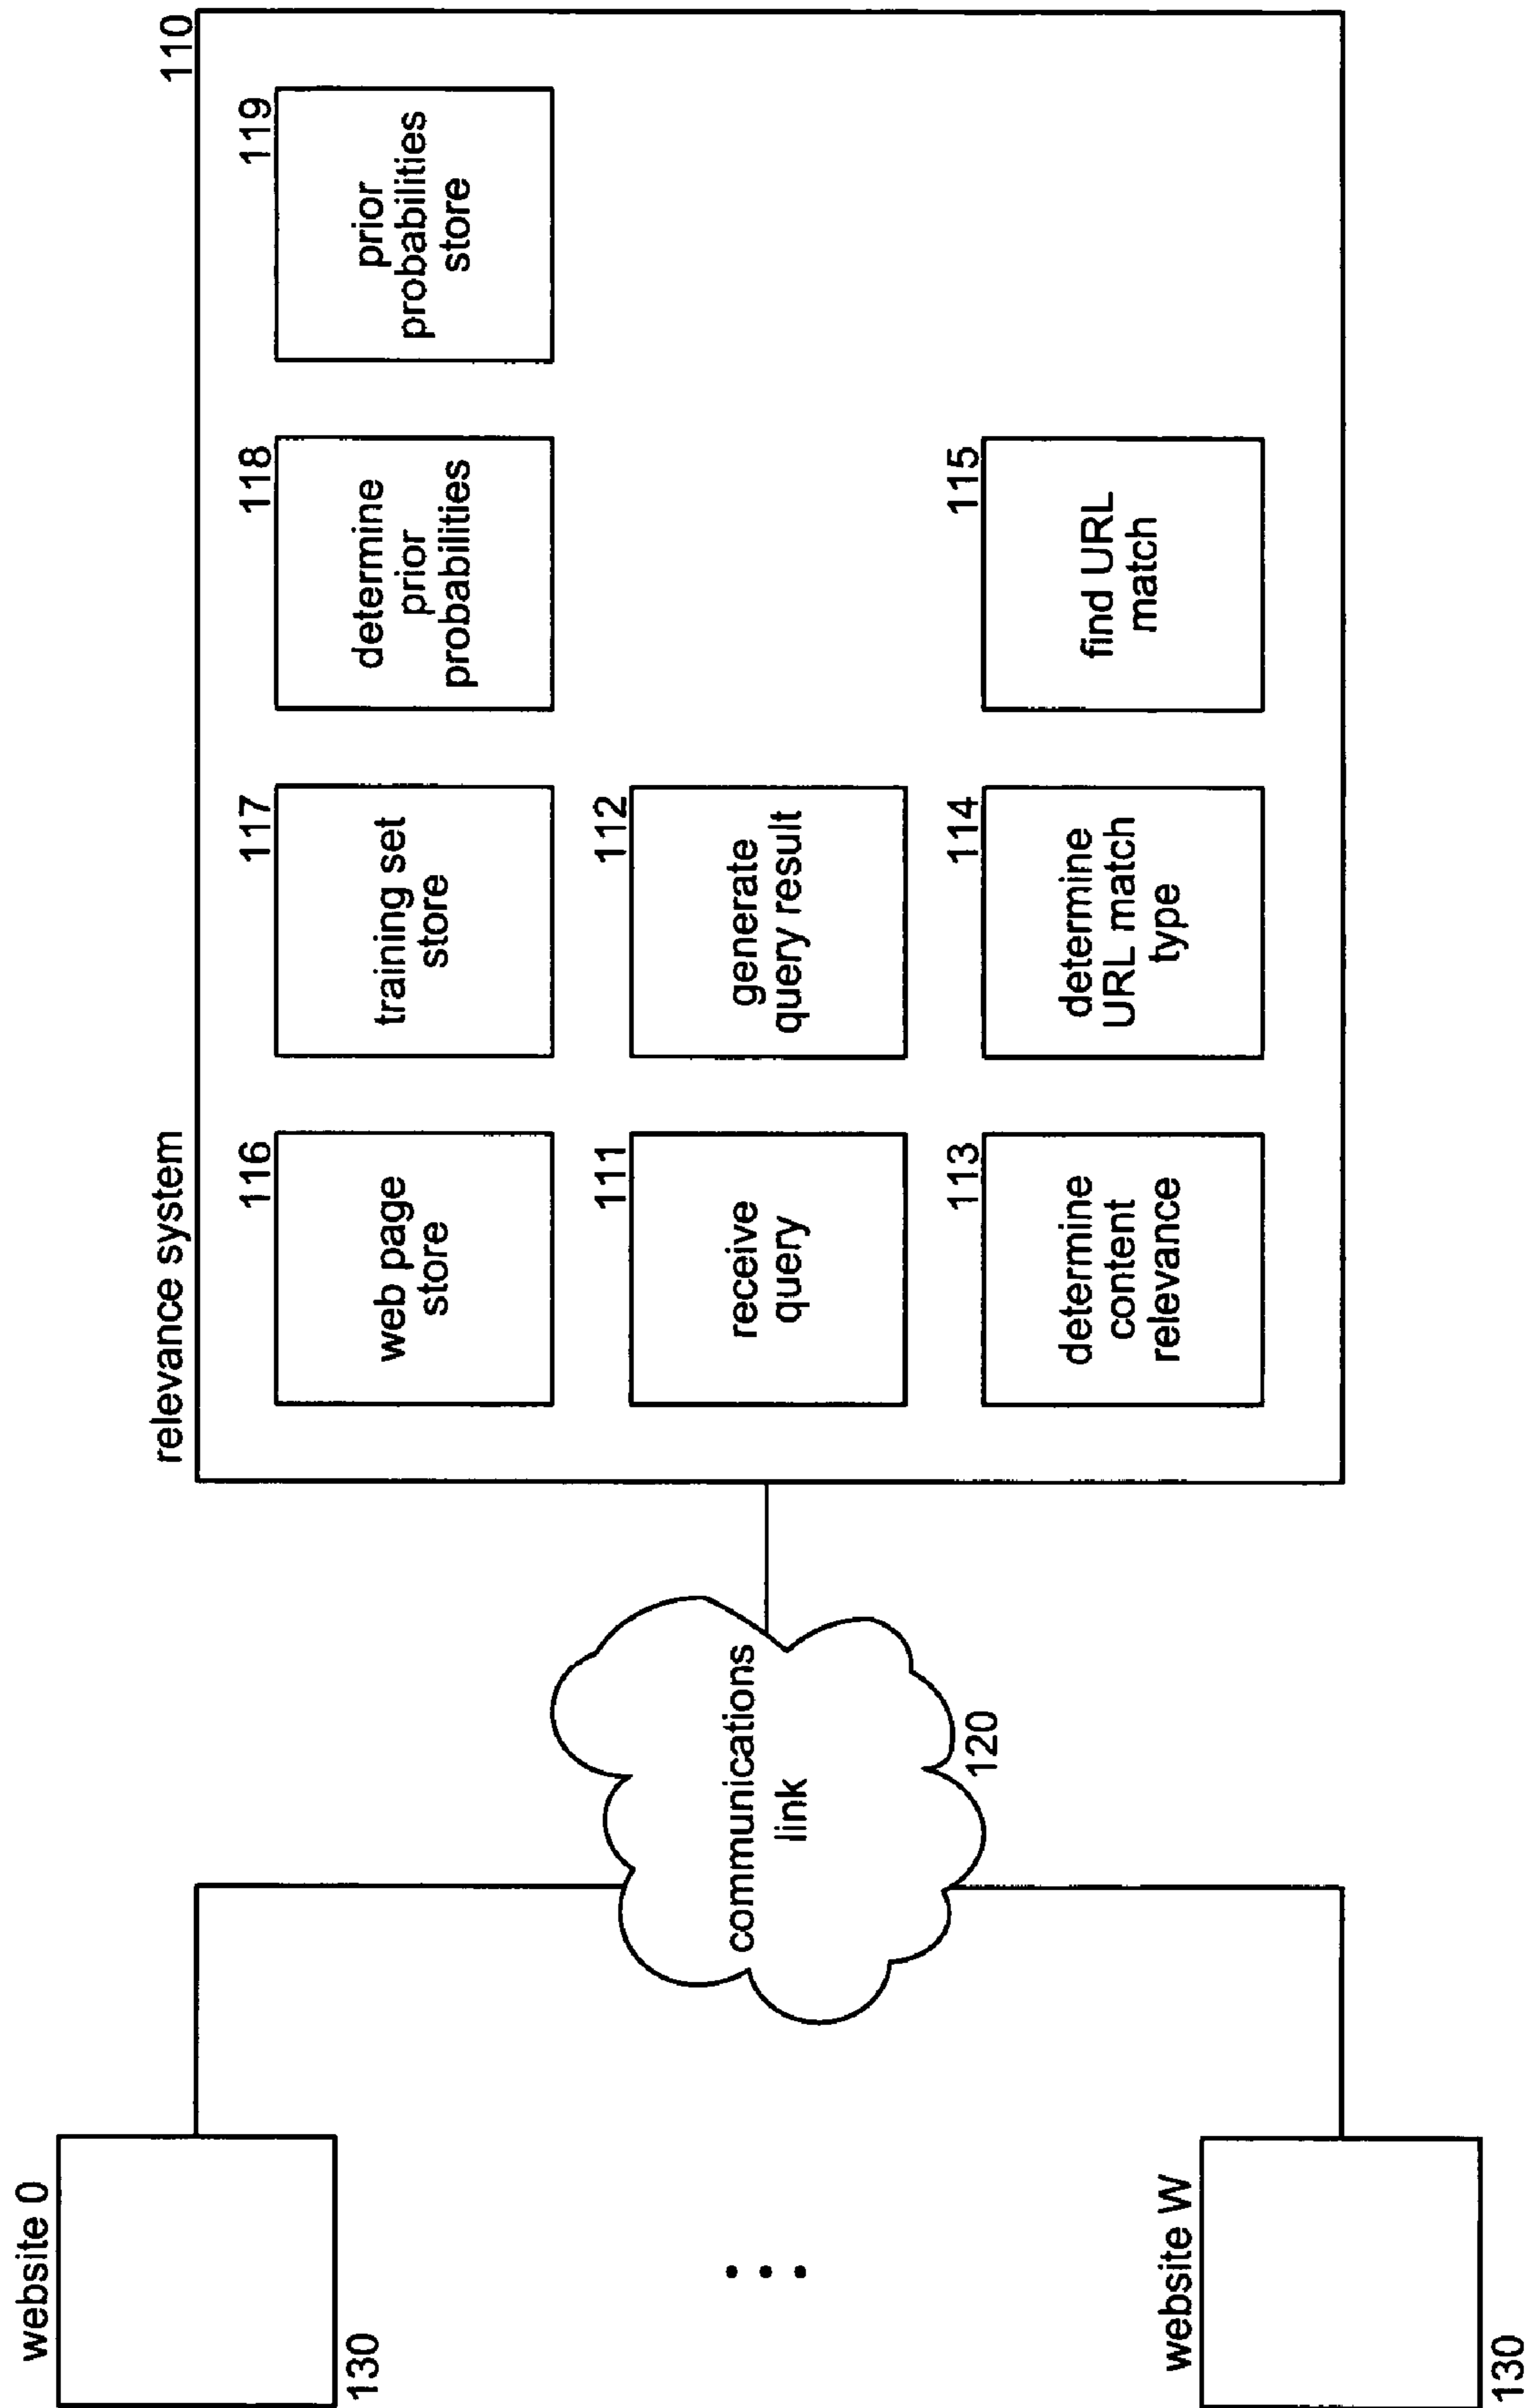 relevance system
110
116
web page
store
117
training set
store
118
determine
prior
probabilities
119
prior
probabilities
store
111
receive
query
112
generate
query result
113
determine
content
relevance
114
determine
URL match
type
115
find URL
match
communications
link
120
website 0
130
website W
130